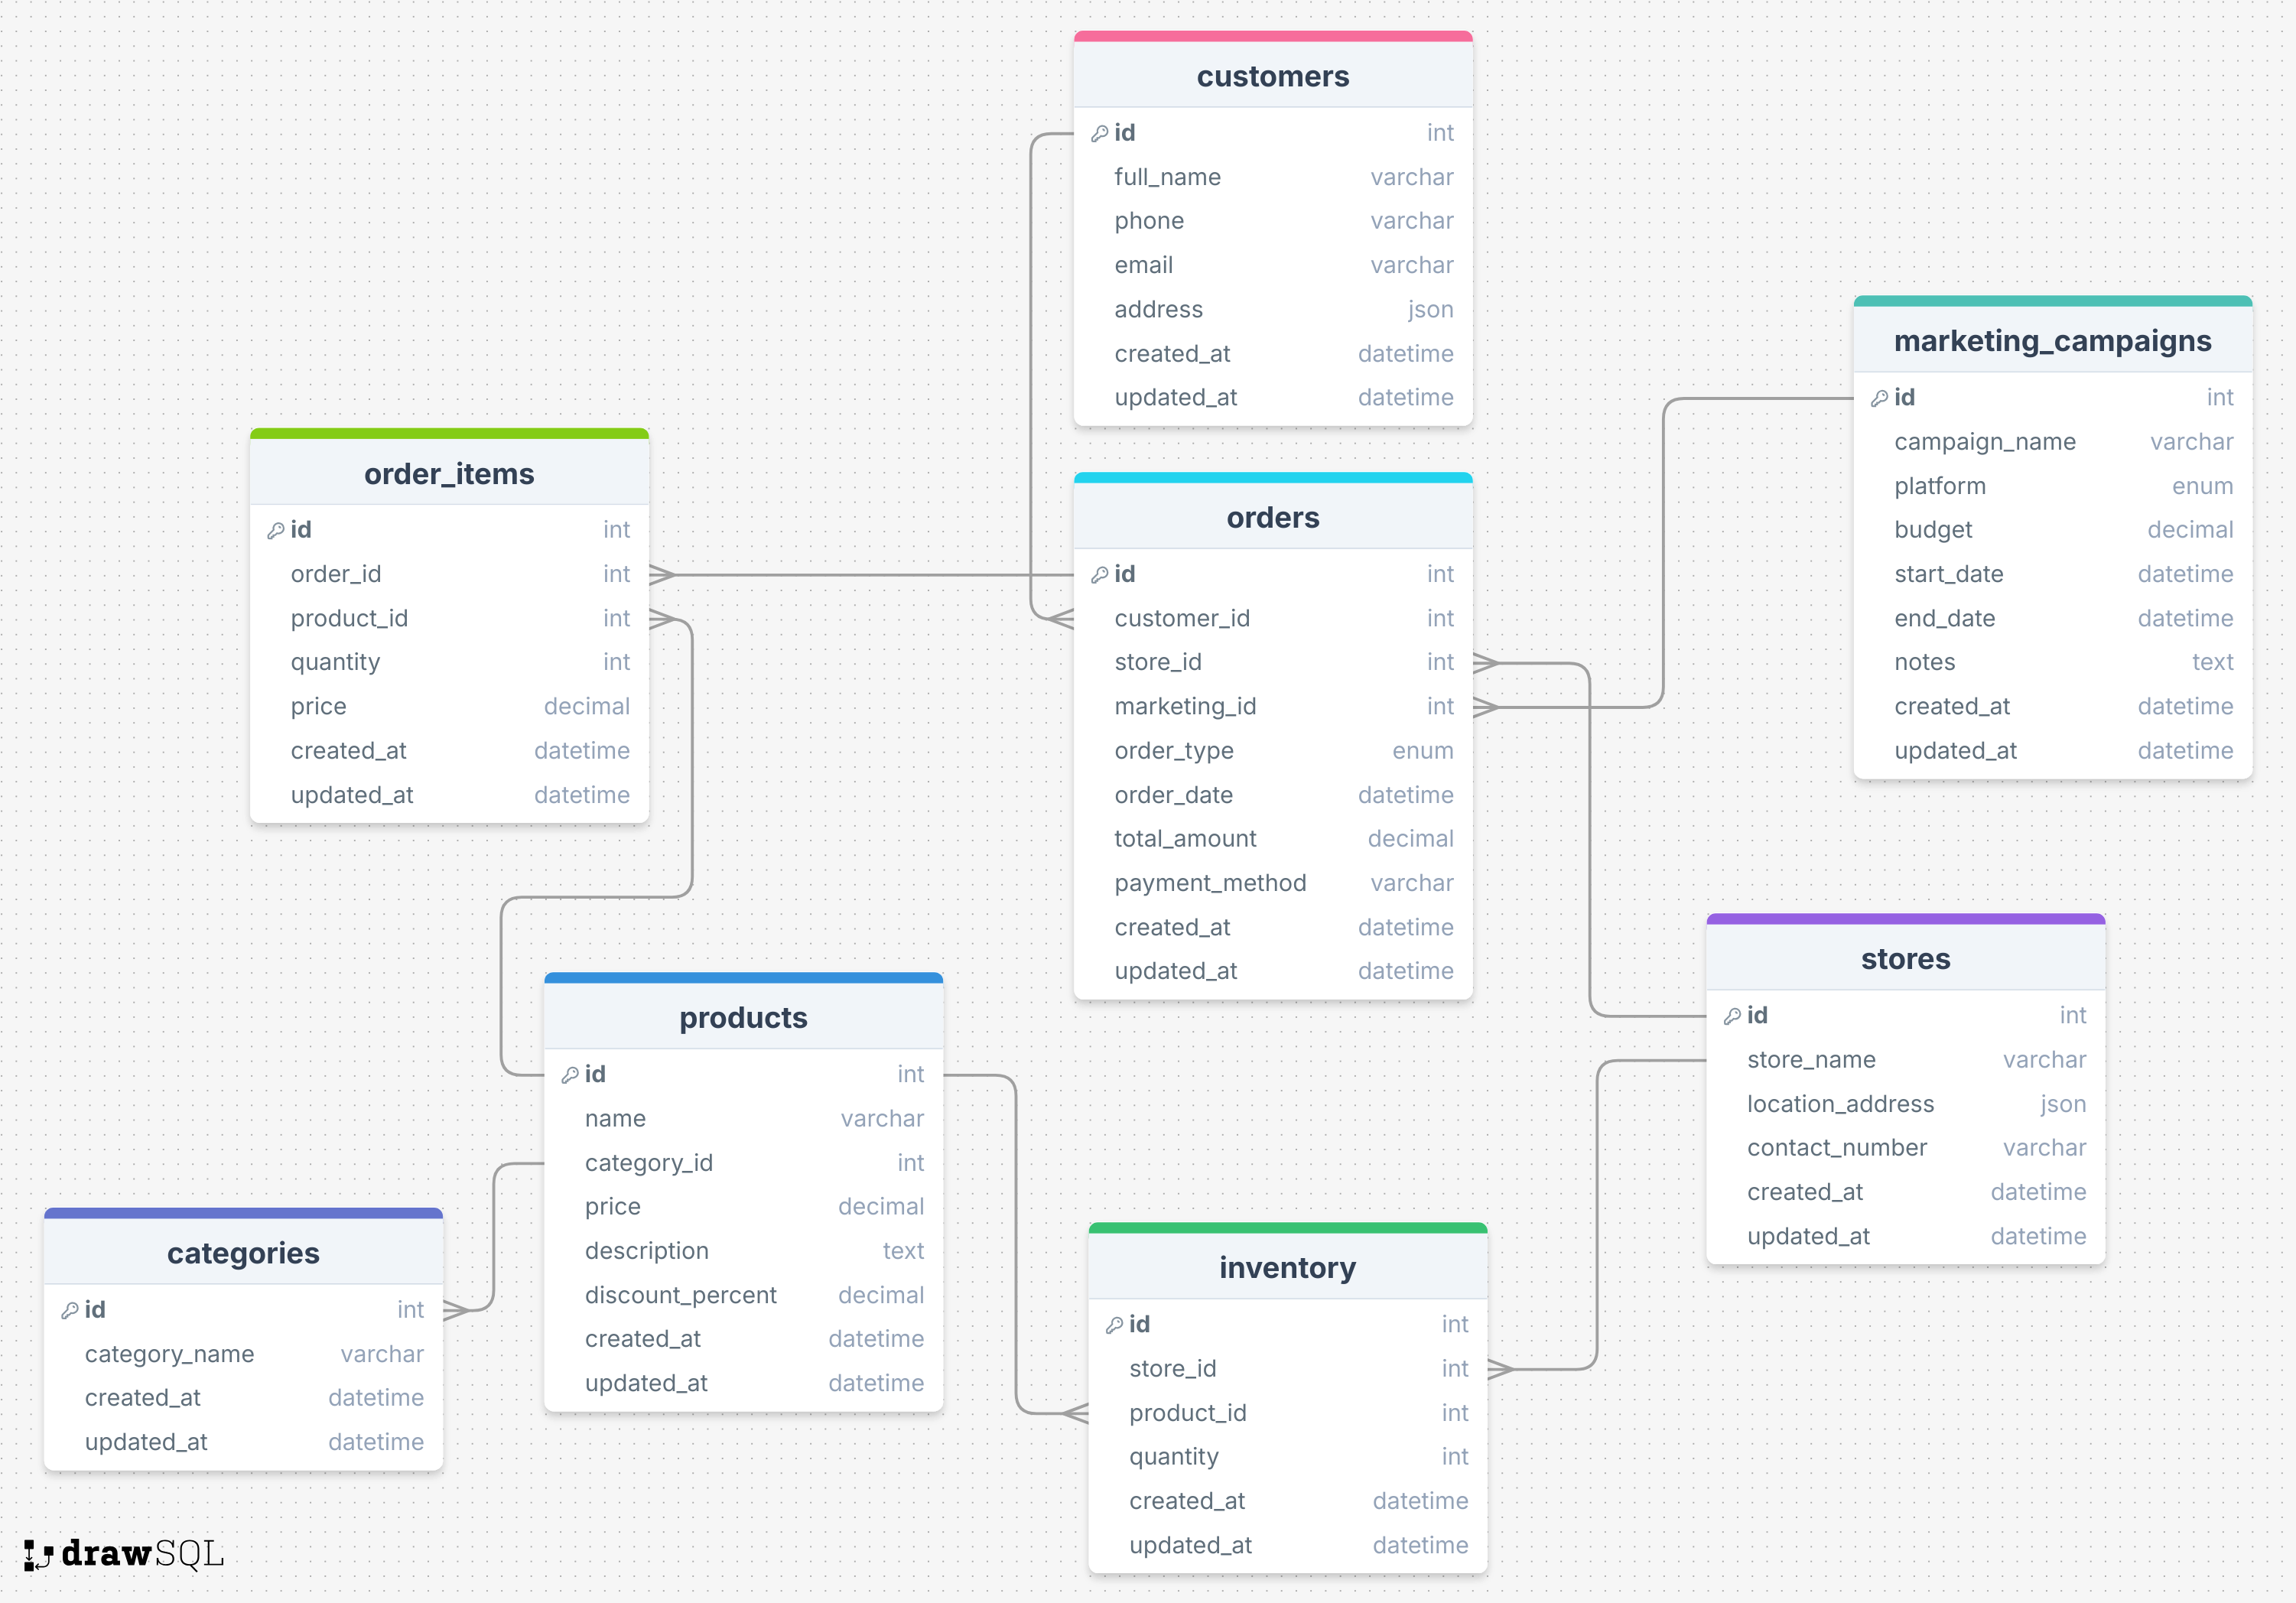 customers
id int
full_name varchar
phone varchar
email varchar
address json
created_at datetime
updated_at datetime
marketing_campaigns
id int
campaign_name varchar
platform enum
budget decimal
start_date datetime
end_date datetime
notes text
created_at datetime
updated_at datetime
order_items
id int
order_id int
product_id int
quantity int
price decimal
created_at datetime
updated_at datetime
orders
id int
customer_id int
store_id int
marketing_id int
order_type enum
order_date datetime
total_amount decimal
payment_method varchar
created_at datetime
updated_at datetime
stores
id int
store_name varchar
location_address json
contact_number varchar
created_at datetime
updated_at datetime
products
id int
name varchar
category_id int
price decimal
description text
discount_percent decimal
created_at datetime
updated_at datetime
categories
id int
category_name varchar
created_at datetime
updated_at datetime
inventory
id int
store_id int
product_id int
quantity int
created_at datetime
updated_at datetime
drawSQL